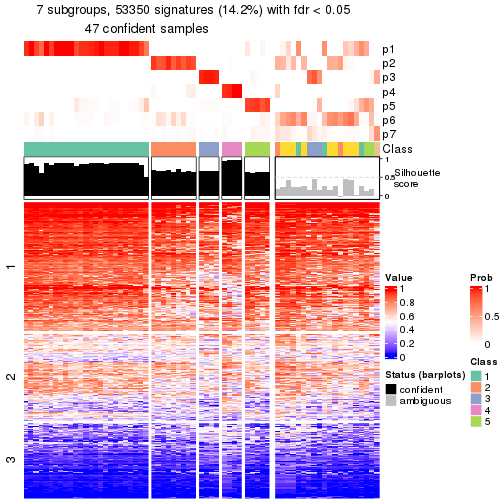 7 subgroups, 53350 signatures (14.2%) with fdr < 0.05
47 confident samples
p1
p2
p3
p4
p5
p6
p7
Class
1
0.5
0
Silhouette
score
1
2
3
Value
1
0.8
0.6
0.4
0.2
0
Status (barplots)
confident
ambiguous
Prob
1
0.5
0
Class
1
2
3
4
5